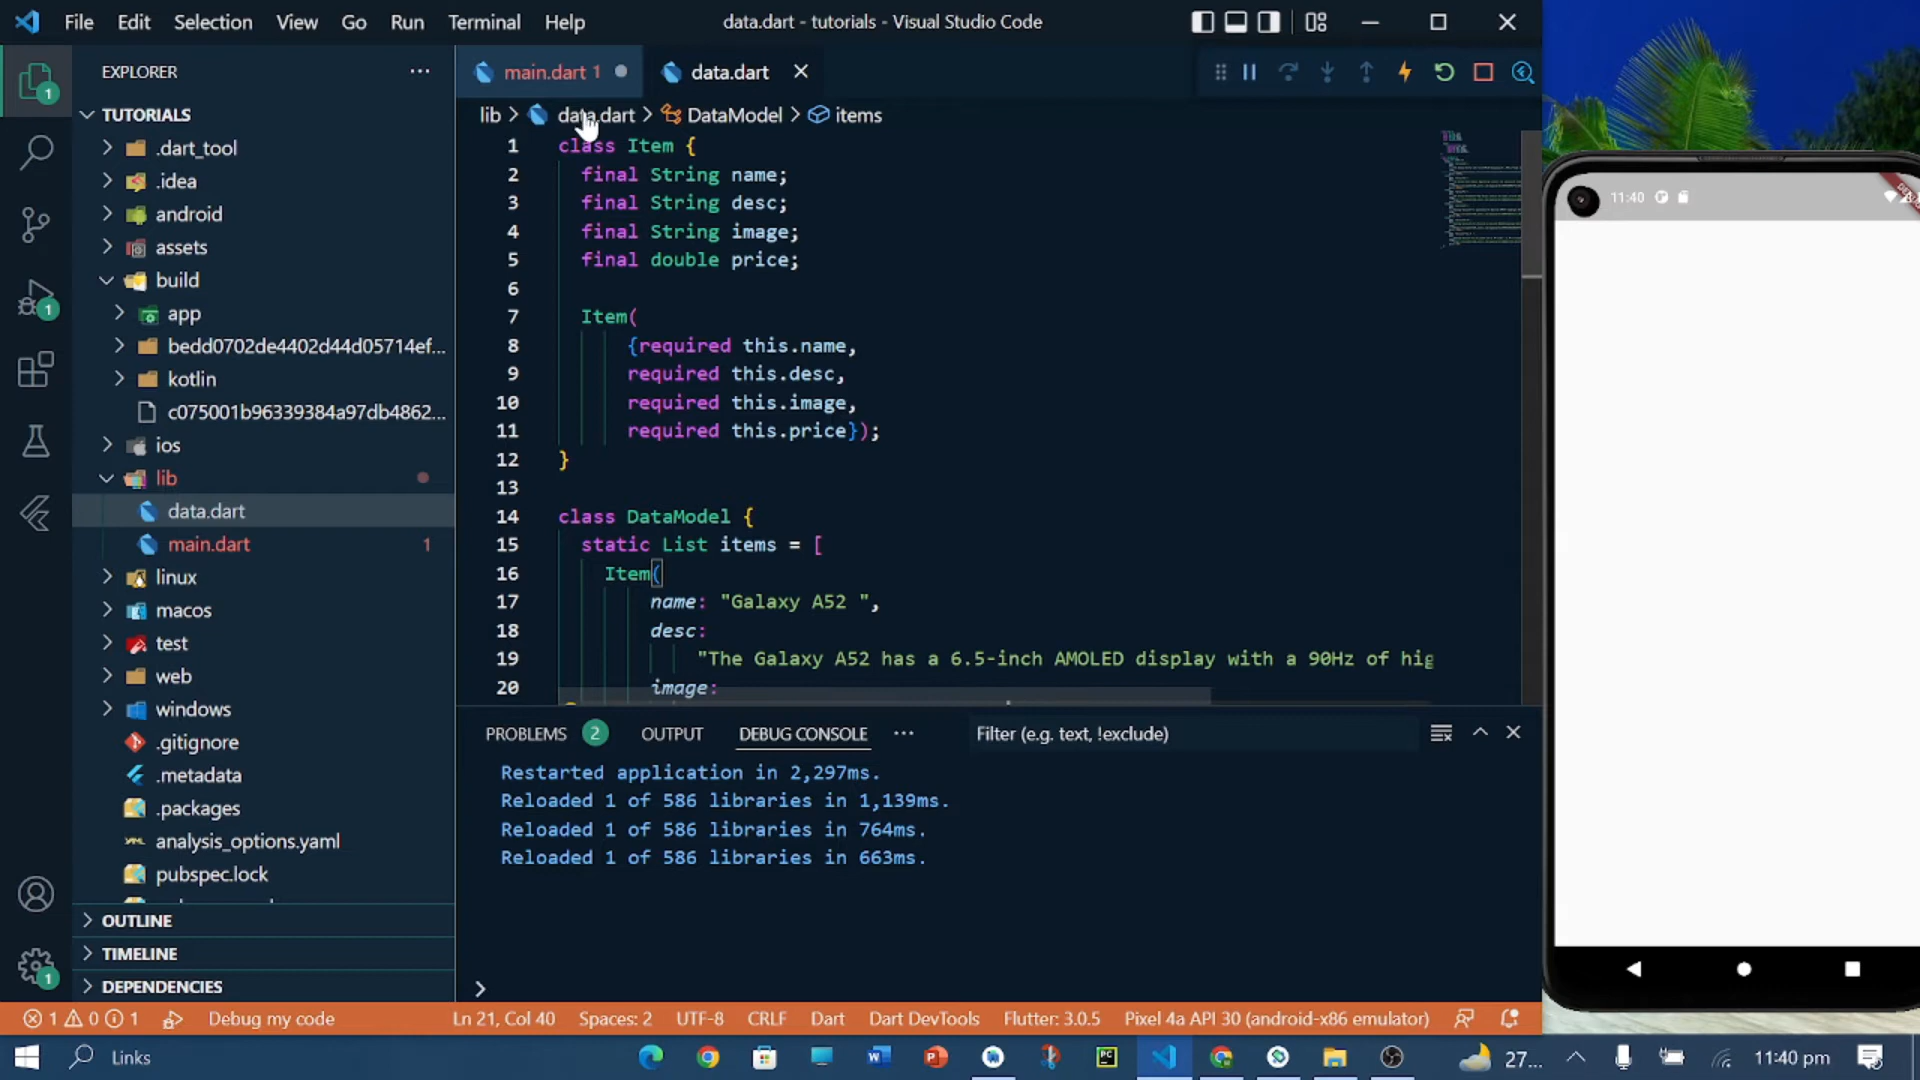 File Edit Selection View Go Run Terminal Help
data.dart - tutorials - Visual Studio Code
EXPLORER
TUTORIALS
.dart_tool
.idea
android
assets
build
app
bedd0702de4402d44d05714ef...
kotlin
c075001b96339384a97db4862...
ios
lib
data.dart
main.dart 1
linux
macos
test
web
windows
.gitignore
.metadata
.packages
analysis_options.yaml
pubspec.lock
OUTLINE
TIMELINE
DEPENDENCIES
1
1
1
main.dart 1 data.dart
lib > data.dart > DataModel > items
1 class Item {
2 final String name;
3 final String desc;
4 final String image;
5 final double price;
6
7 Item(
8 {required this.name,
9 required this.desc,
10 required this.image,
11 required this.price});
12 }
13
14 class DataModel {
15 static List items = [
16 Item(
17 name: "Galaxy A52 ",
18 desc:
19 "The Galaxy A52 has a 6.5-inch AMOLED display with a 90Hz of hig
20 image:
PROBLEMS 2 OUTPUT DEBUG CONSOLE ... Filter (e.g. text, !exclude)
Restarted application in 2,297ms.
Reloaded 1 of 586 libraries in 1,139ms.
Reloaded 1 of 586 libraries in 764ms.
Reloaded 1 of 586 libraries in 663ms.
>
1 0 1 Debug my code Ln 21, Col 40 Spaces: 2 UTF-8 CRLF Dart Dart DevTools Flutter: 3.0.5 Pixel 4a API 30 (android-x86 emulator)
11:40
Links
27...
11:40 pm